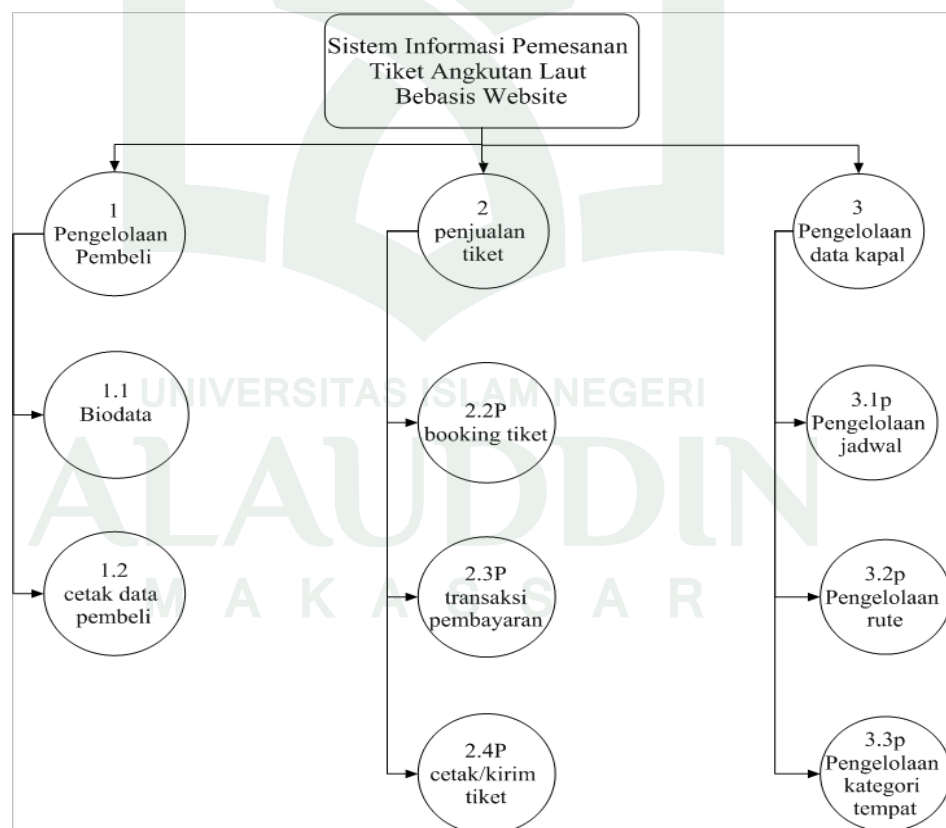 Sistem Informasi Pemesanan
Tiket Angkutan Laut
Bebasis Website
1
Pengelolaan
Pembeli
2
penjualan
tiket
3
Pengelolaan
data kapal
1.1
Biodata
2.2P
booking tiket
3.1p
Pengelolaan
jadwal
1.2
cetak data
pembeli
2.3P
transaksi
pembayaran
3.2p
Pengelolaan
rute
2.4P
cetak/kirim
tiket
3.3p
Pengelolaan
kategori
tempat
UNIVERSITAS ISLAM NEGERI
ALAUDDIN
MAKASSAR